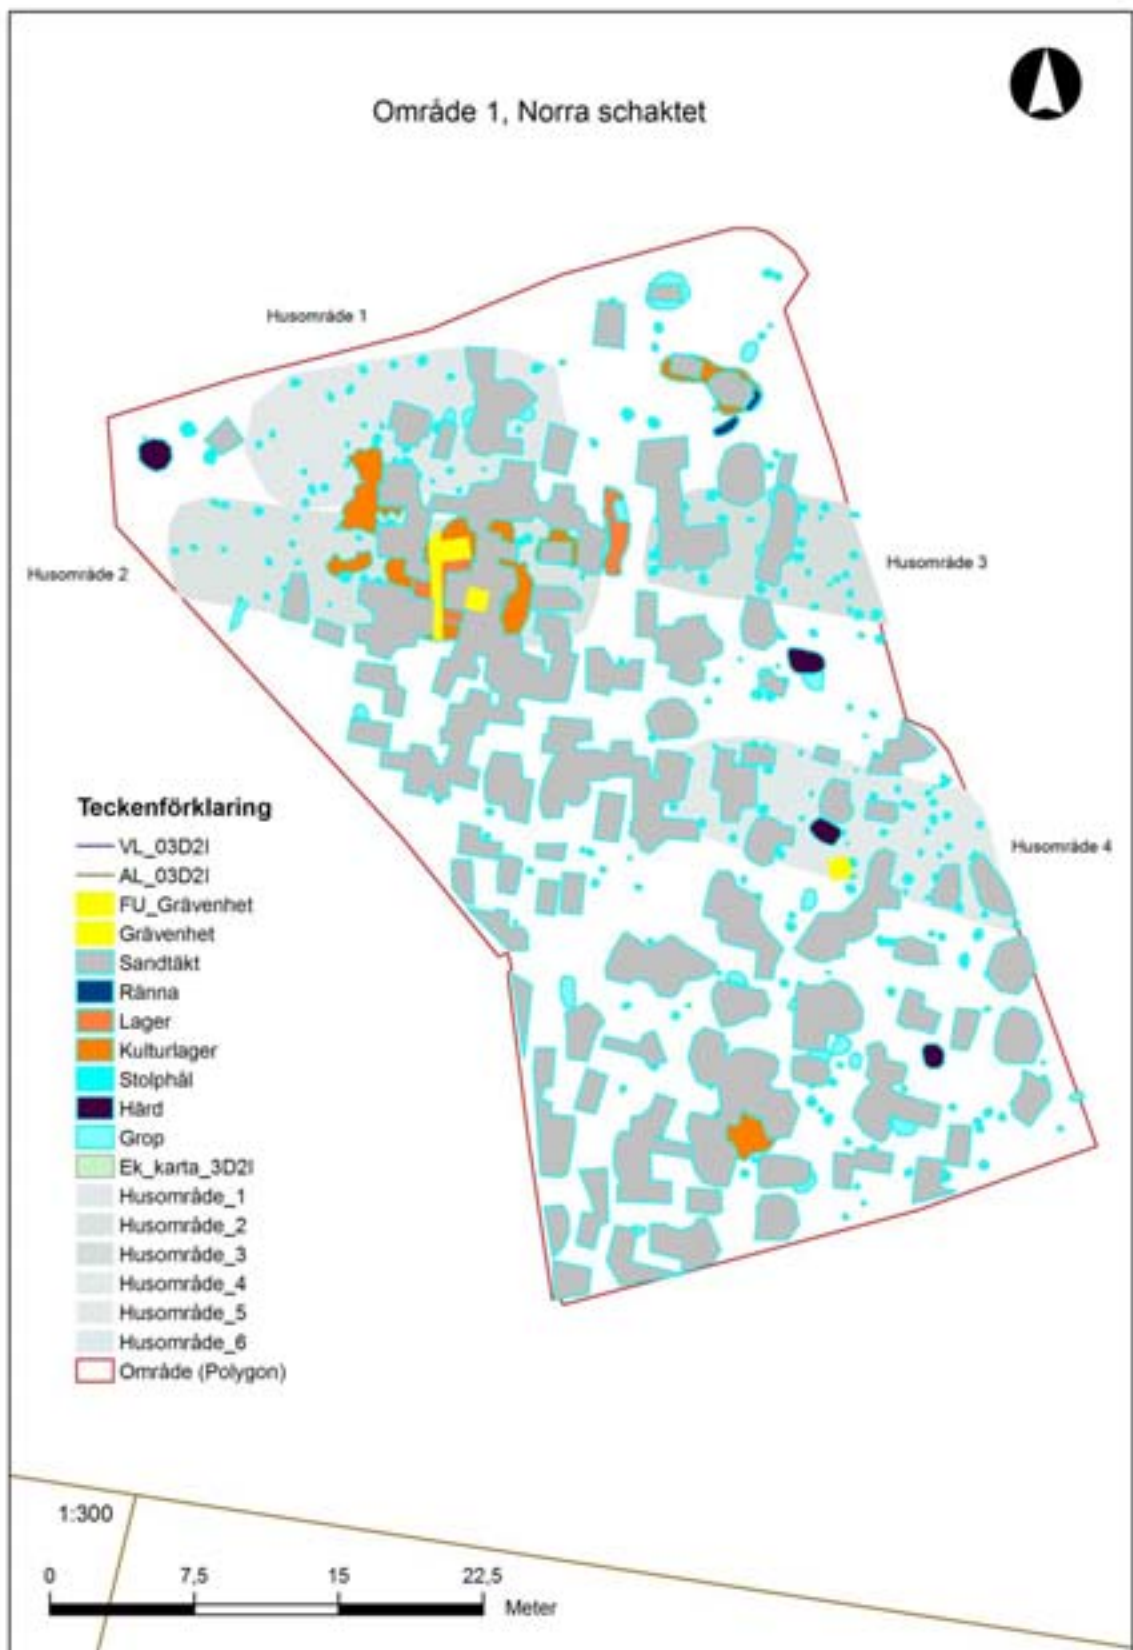 Område 1, Norra schaktet
Husområde 1
Husområde 2
Husområde 3
Husområde 4
Teckenförklaring
VL_03D2I
AL_03D2I
FU_Grävenhet
Grävenhet
Sandtäkt
Ränna
Lager
Kulturlager
Stolphål
Härd
Grop
Ek_karta_3D2I
Husområde_1
Husområde_2
Husområde_3
Husområde_4
Husområde_5
Husområde_6
Område (Polygon)
1:300
0 7,5 15 22,5
Meter